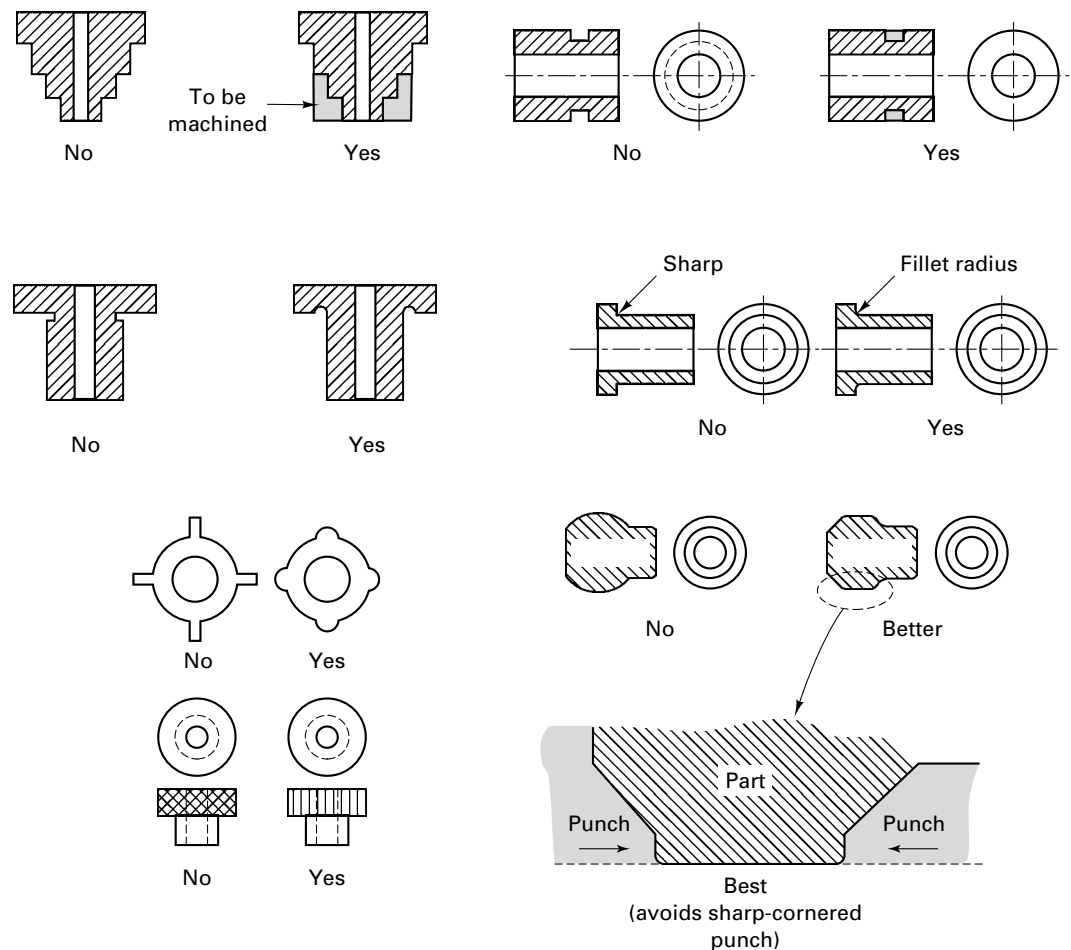 To be
machined
No
Yes
No
Yes
No
Yes
Sharp
Fillet radius
No
Yes
No
Yes
No
Better
No
Yes
Part
Punch
Punch
Best
(avoids sharp-cornered
punch)